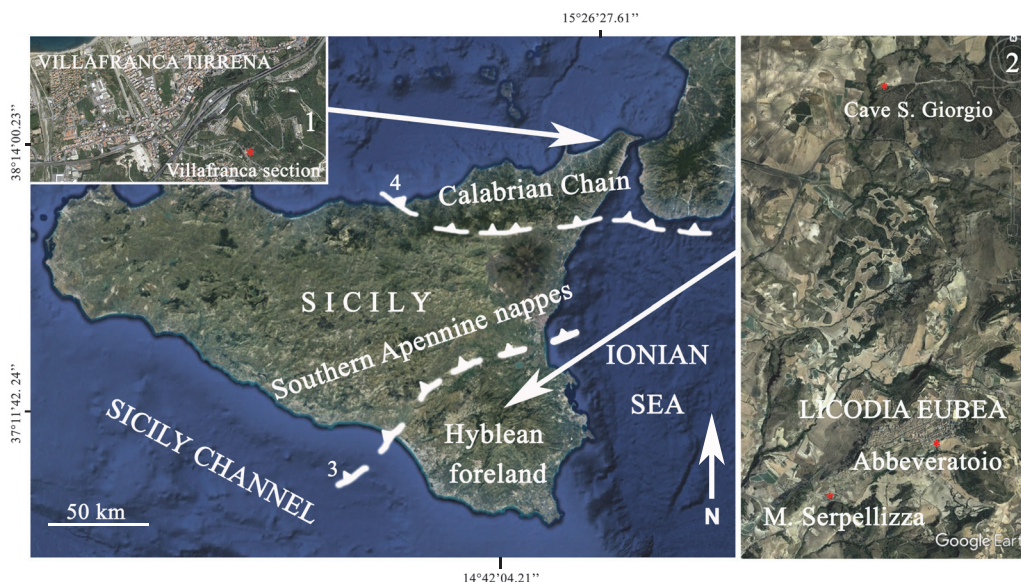 15°26’27.61’’
VILLAFRANCA TIRRENA
1
Villafranca section
38°14’00.23’’
2
Cave S. Giorgio
4
Calabrian Chain
SICILY
Southern Apennine nappes
IONIAN
SEA
37°11’42. 24’’
SICILY CHANNEL
Hyblean
foreland
3
50 km
N
LICODIA EUBEA
Abbeveratoio
M. Serpellizza
Google Eart
14°42’04.21’’